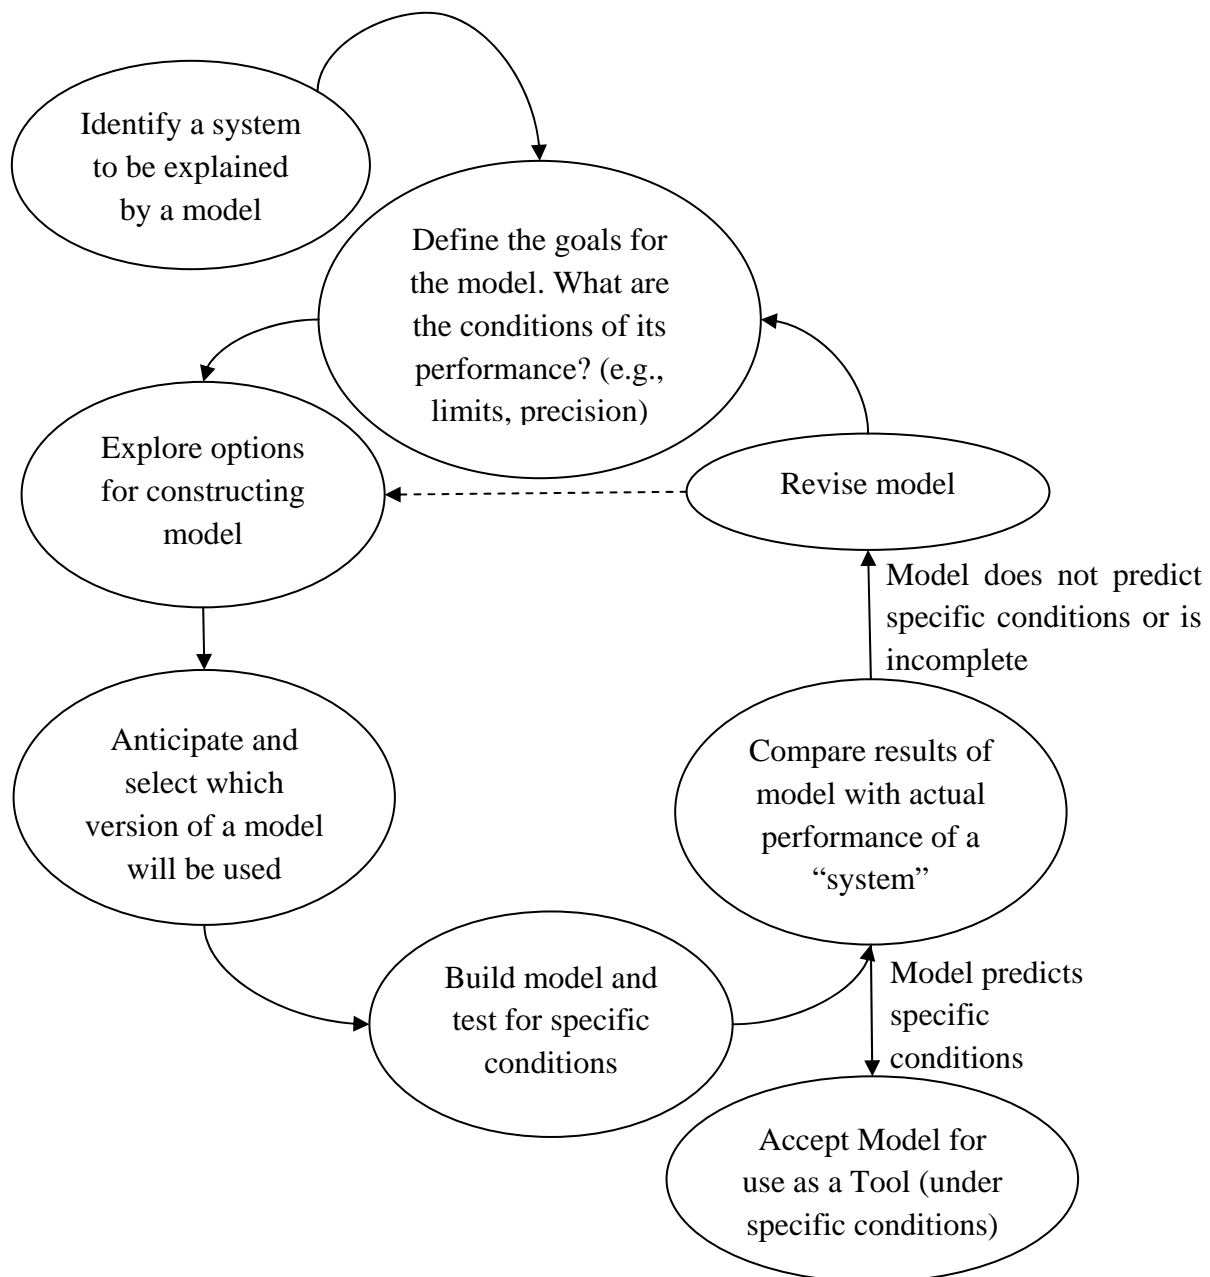 Identify a system
to be explained
by a model
Define the goals for
the model. What are
the conditions of its
performance? (e.g.,
limits, precision)
Explore options
for constructing
model
Revise model
Model does not predict
specific conditions or is
incomplete
Anticipate and
select which
version of a model
will be used
Compare results of
model with actual
performance of a
“system”
Build model and
test for specific
conditions
Model predicts
specific
conditions
Accept Model for
use as a Tool (under
specific conditions)